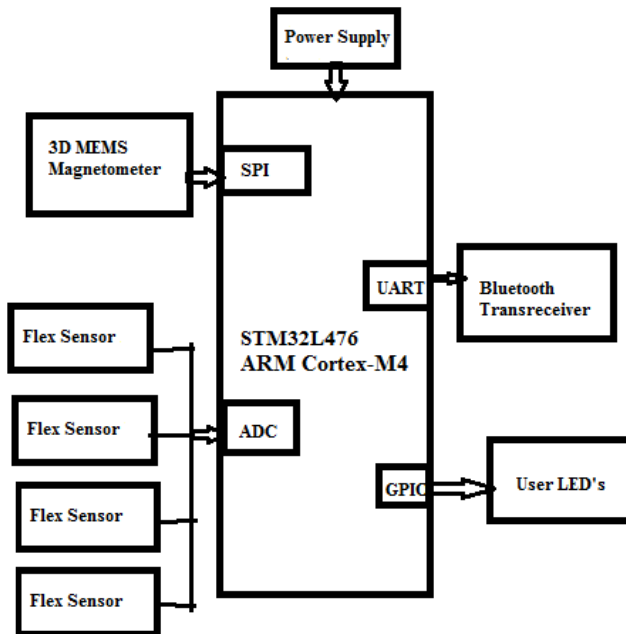 Power Supply
3D MEMS
Magnetometer
SPI
UART
Bluetooth
Transreceiver
Flex Sensor
STM32L476
ARM Cortex-M4
Flex Sensor
ADC
GPIO
User LED's
Flex Sensor
Flex Sensor